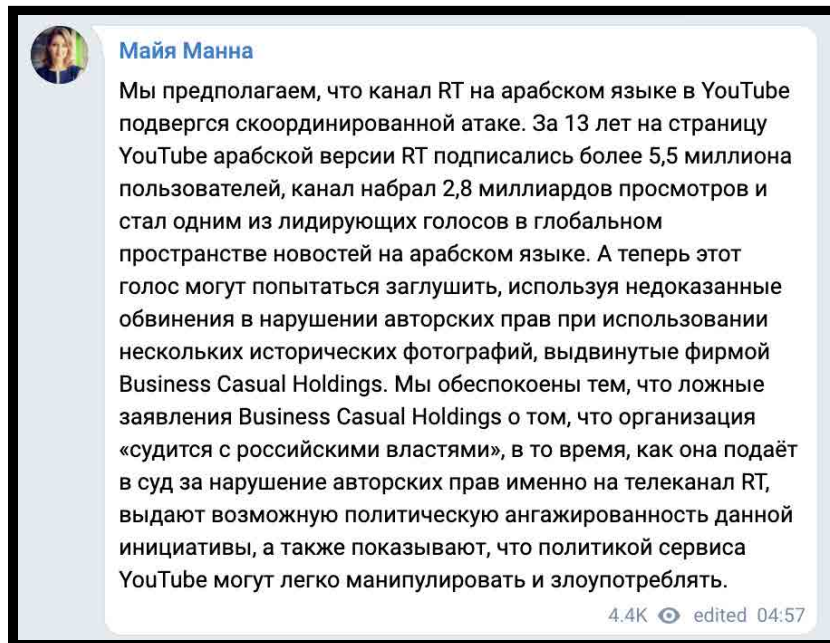 Майя Манна
Мы предполагаем, что канал RT на арабском языке в YouTube
подвергся скоординированной атаке. За 13 лет на страницу
YouTube арабской версии RT подписались более 5,5 миллиона
пользователей, канал набрал 2,8 миллиардов просмотров и
стал одним из лидирующих голосов в глобальном
пространстве новостей на арабском языке. А теперь этот
голос могут попытаться заглушить, используя недоказанные
обвинения в нарушении авторских прав при использовании
нескольких исторических фотографий, выдвинутые фирмой
Business Casual Holdings. Мы обеспокоены тем, что ложные
заявления Business Casual Holdings о том, что организация
«судится с российскими властями», в то время, как она подаёт
в суд за нарушение авторских прав именно на телеканал RT,
выдают возможную политическую ангажированность данной
инициативы, а также показывают, что политикой сервиса
YouTube могут легко манипулировать и злоупотреблять.
4.4K edited 04:57